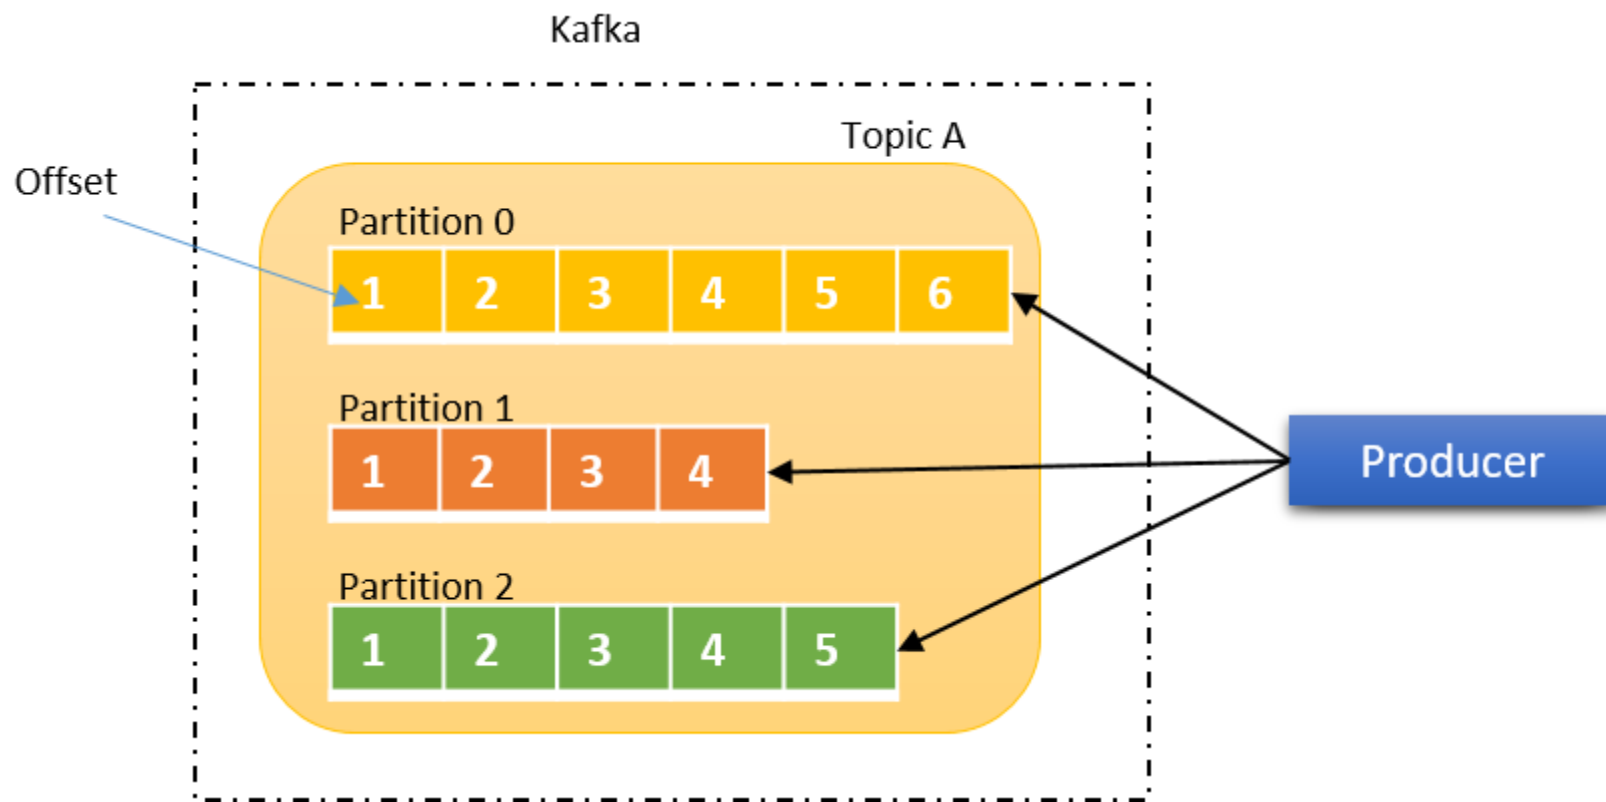 Kafka
Topic A
Offset
Partition 0
1 2 3 4 5 6
Partition 1
1 2 3 4
Producer
Partition 2
1 2 3 4 5